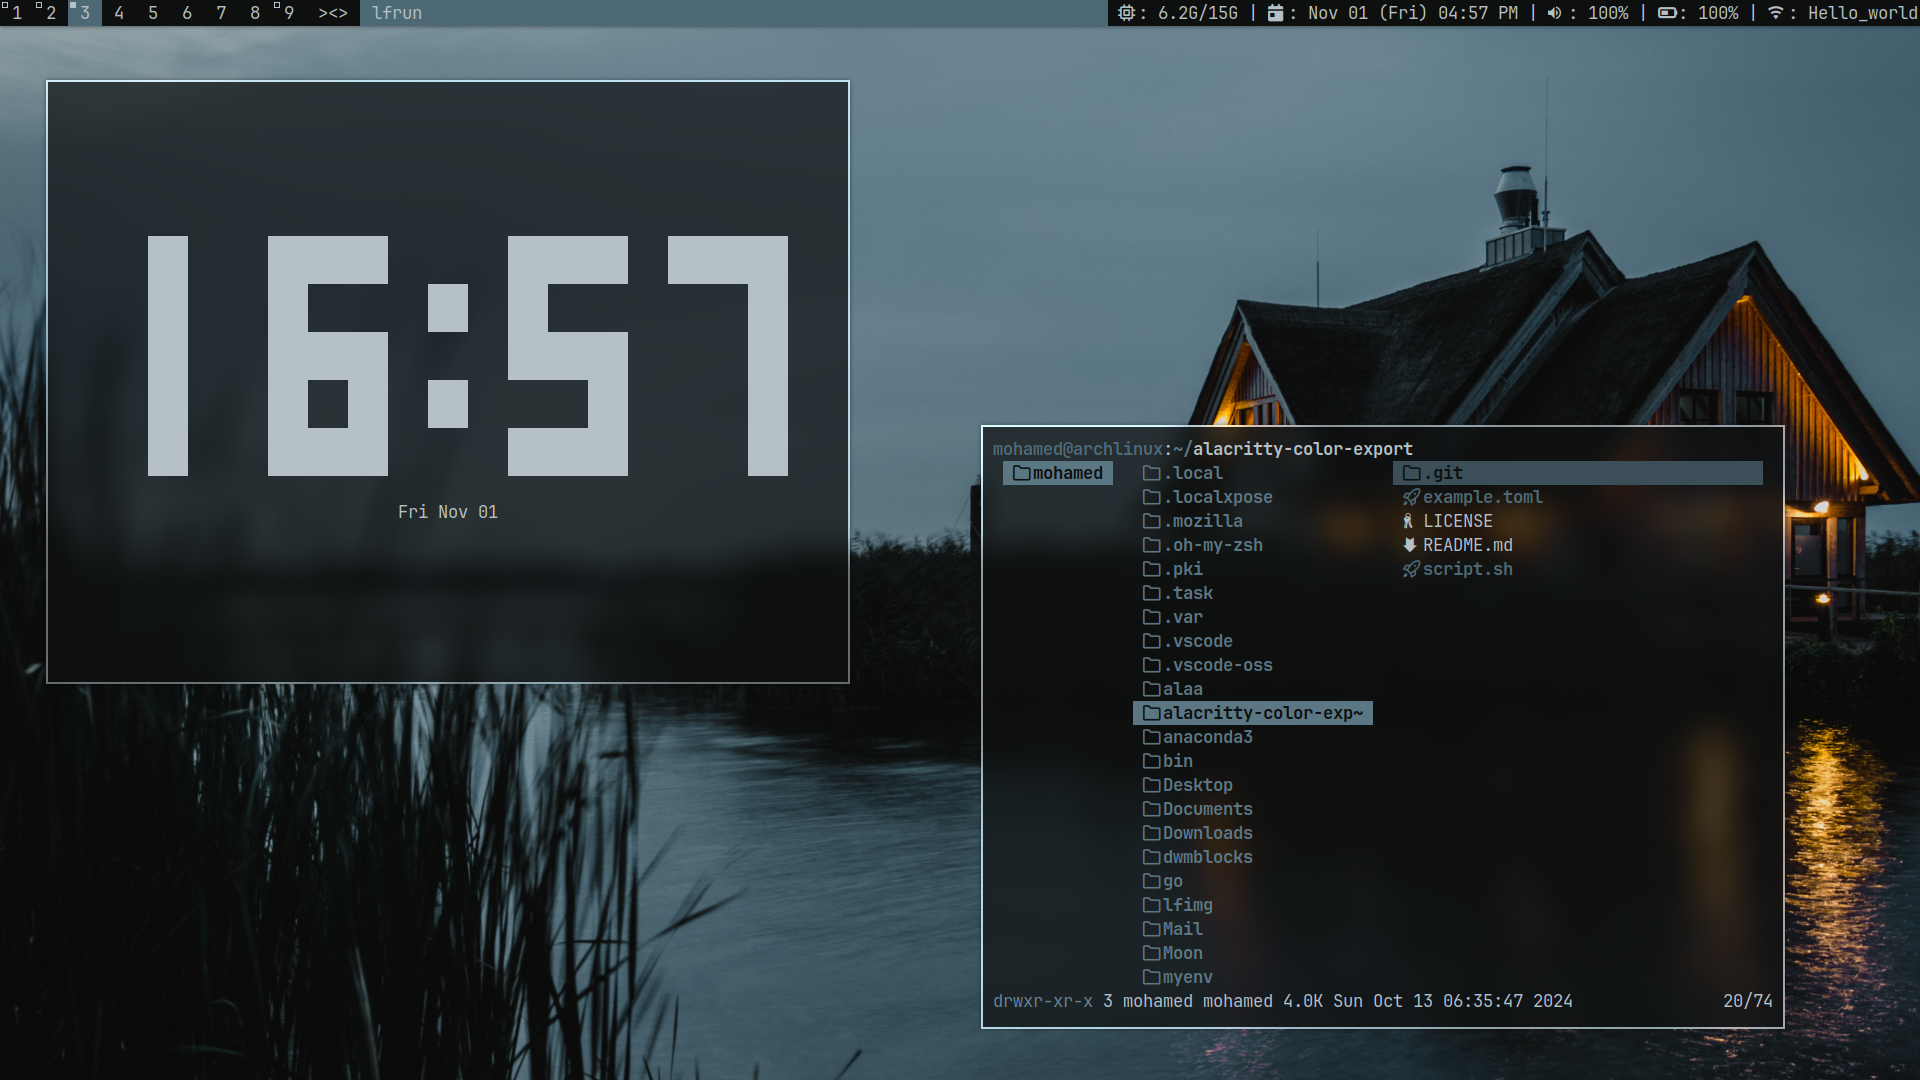 1 2 3 4 5 6 7 8 9 ><> lfrun : 6.2G/15G | : Nov 01 (Fri) 04:57 PM | : 100% | : 100% | : Hello_world
16:57
Fri Nov 01
mohamed@archlinux:~/alacritty-color-export
mohamed .local .git
.localxpose example.toml
.mozilla LICENSE
.oh-my-zsh README.md
.pki script.sh
.task
.var
.vscode
.vscode-oss
alaa
alacritty-color-exp~
anaconda3
bin
Desktop
Documents
Downloads
dwmblocks
go
lfimg
Mail
Moon
myenv
drwxr-xr-x 3 mohamed mohamed 4.0K Sun Oct 13 06:35:47 2024 20/74